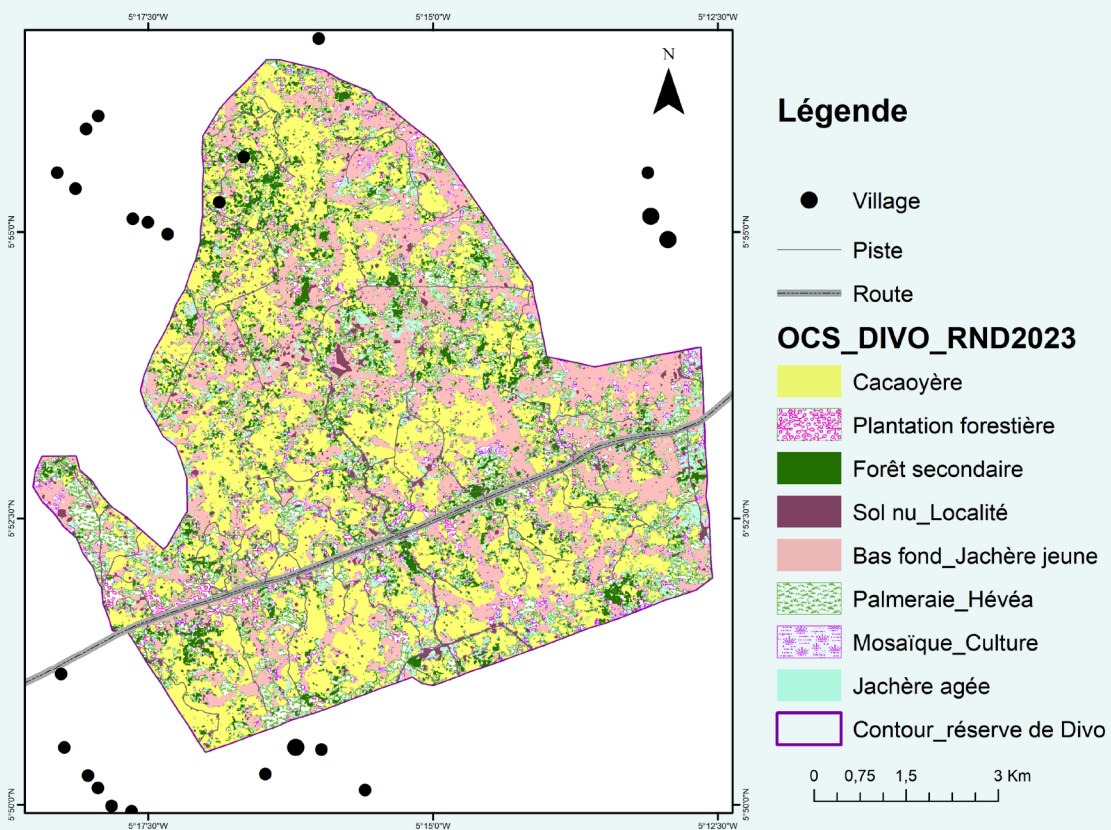 5°17'30"W 5°15'0"W 5°12'30"W
N
5°55'0"N 5°55'0"N
5°52'30"N 5°52'30"N
5°50'0"N 5°50'0"N
5°17'30"W 5°15'0"W 5°12'30"W
Légende
Village
Piste
Route
OCS_DIVO_RND2023
Cacaoyère
Plantation forestière
Forêt secondaire
Sol nu_Localité
Bas fond_Jachère jeune
Palmeraie_Hévéa
Mosaïque_Culture
Jachère agée
Contour_réserve de Divo
0 0,75 1,5 3 Km